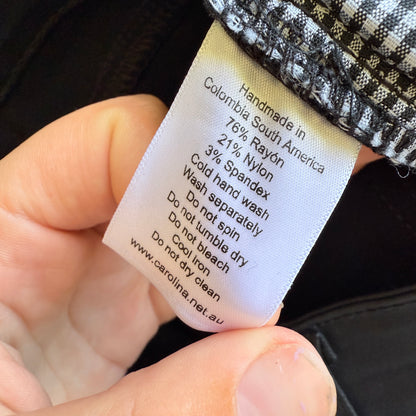 Handmade in
Colombia South America
76% Rayón
21% Nylon
3% Spandex
Cold hand wash
Wash separately
Do not spin
Do not tumble dry
Do not bleach
Cool iron
Do not dry clean
www.carolina.net.au